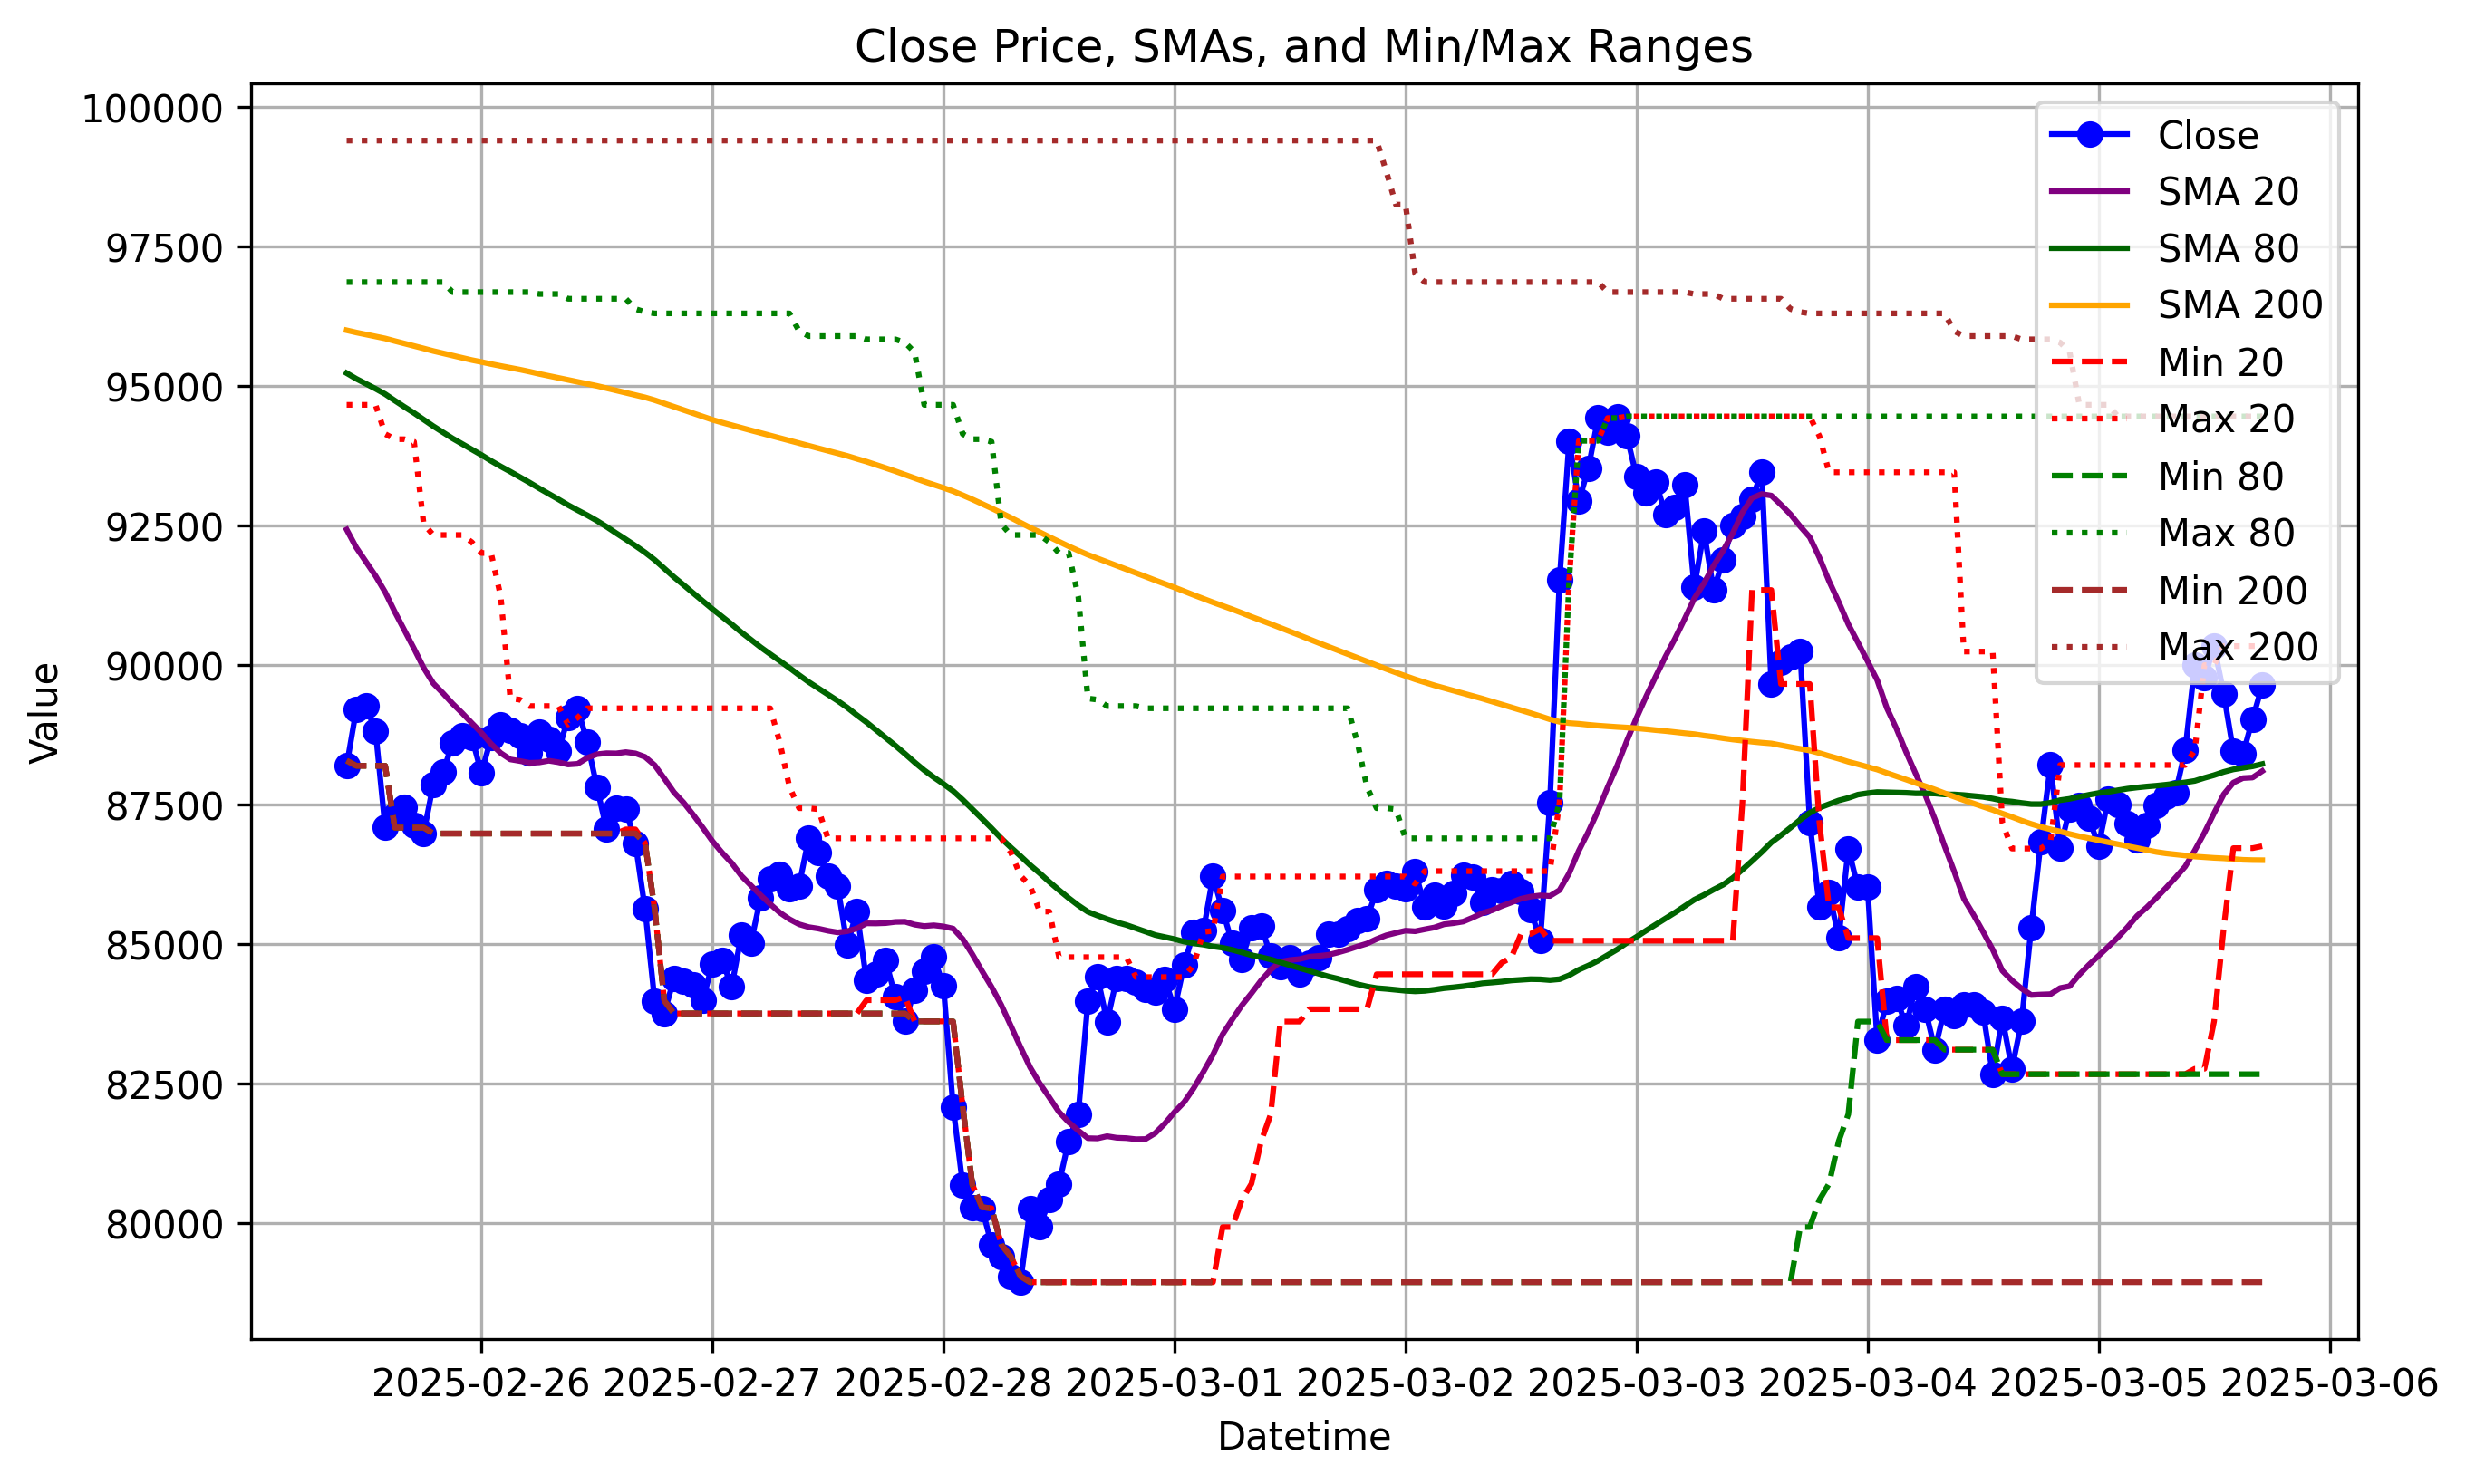 Close Price, SMAs, and Min/Max Ranges
100000
97500
95000
92500
90000
87500
85000
82500
80000
Value
Close
SMA 20
SMA 80
SMA 200
Min 20
Max 20
Min 80
Max 80
Min 200
Max 200
2025-02-26 2025-02-27 2025-02-28 2025-03-01 2025-03-02 2025-03-03 2025-03-04 2025-03-05 2025-03-06
Datetime